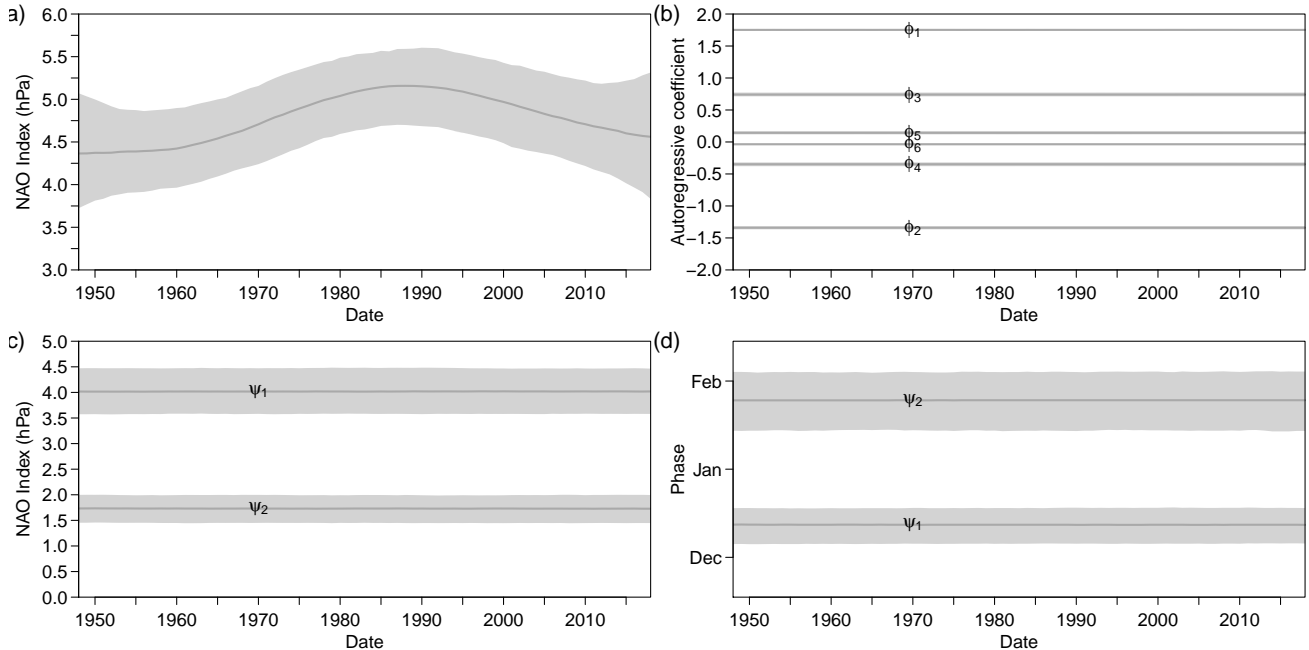 a)
6.0
5.5
5.0
4.5
4.0
3.5
3.0
NAO Index (hPa)
1950 1960 1970 1980 1990 2000 2010
Date
(b)
2.0
1.5
1.0
0.5
0.0
−0.5
−1.0
−1.5
−2.0
Autoregressive coefficient
ϕ1
ϕ3
ϕ5
ϕ6
ϕ4
ϕ2
1950 1960 1970 1980 1990 2000 2010
Date
c)
5.0
4.5
4.0
3.5
3.0
2.5
2.0
1.5
1.0
0.5
0.0
NAO Index (hPa)
ψ1
ψ2
1950 1960 1970 1980 1990 2000 2010
Date
(d)
Feb
Jan
Dec
Phase
ψ2
ψ1
1950 1960 1970 1980 1990 2000 2010
Date